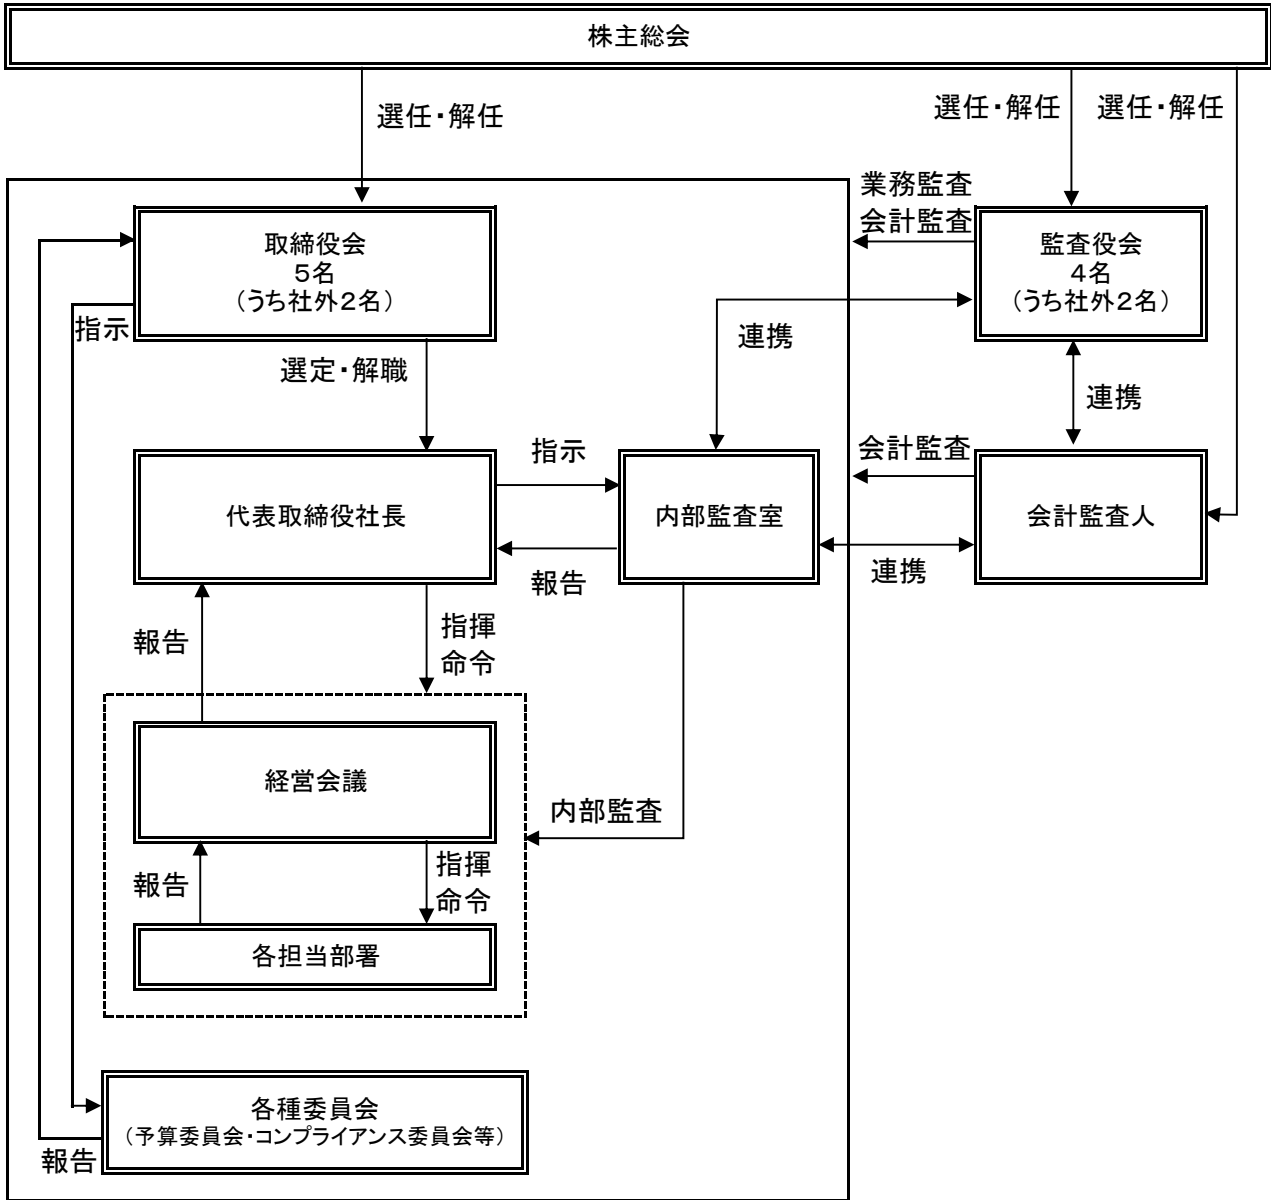 株主総会
選任・解任
選任・解任
選任・解任
業務監査
会計監査
取締役会
5名
（うち社外2名）
監査役会
4名
（うち社外2名）
指示
連携
選定・解職
連携
指示
会計監査
代表取締役社長
内部監査室
会計監査人
報告
連携
報告
指揮
命令
経営会議
内部監査
報告
指揮
命令
各担当部署
各種委員会
（予算委員会・コンプライアンス委員会等）
報告